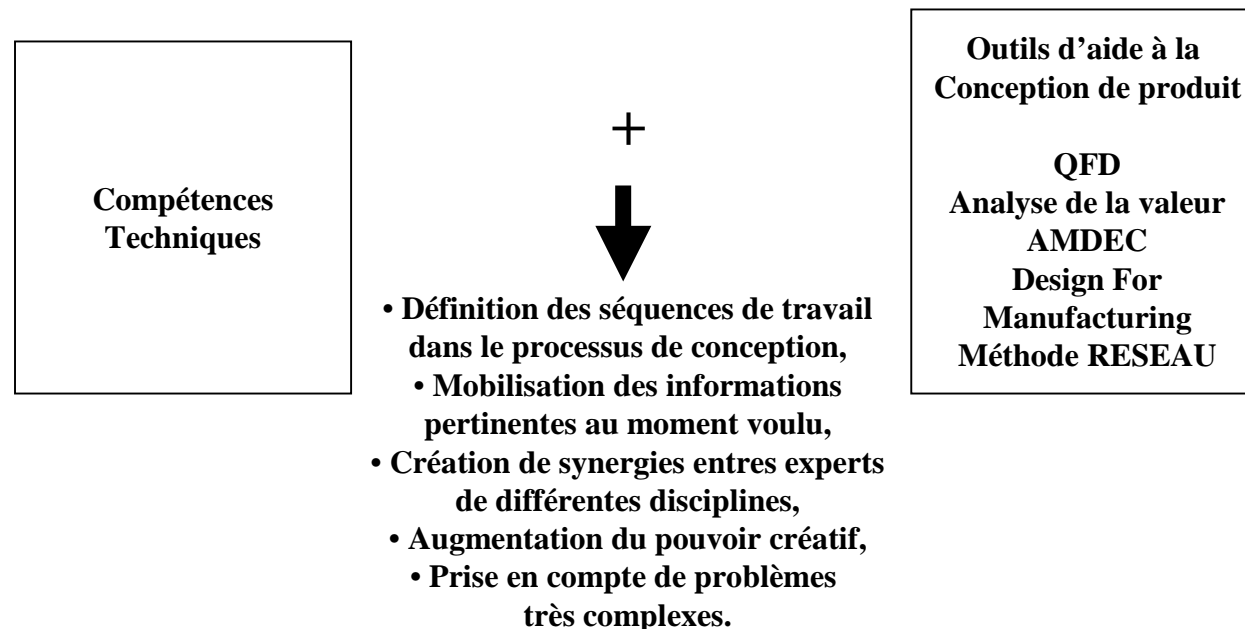 Compétences
Techniques
+
• Définition des séquences de travail
dans le processus de conception,
• Mobilisation des informations
pertinentes au moment voulu,
• Création de synergies entres experts
de différentes disciplines,
• Augmentation du pouvoir créatif,
• Prise en compte de problèmes
très complexes.
Outils d’aide à la
Conception de produit
QFD
Analyse de la valeur
AMDEC
Design For
Manufacturing
Méthode RESEAU